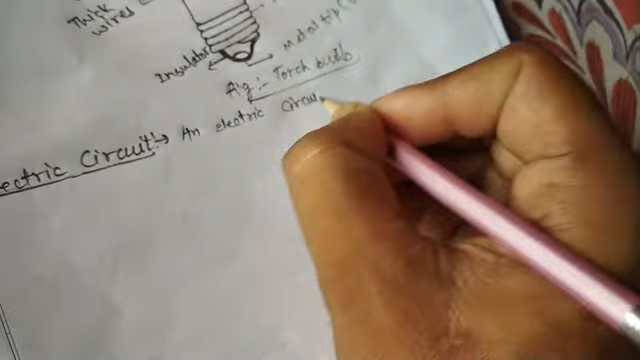 Thick
wires
Insulator
Metal tip
Fig:- Torch bulb
ectric Circuit:→ An electric Circu